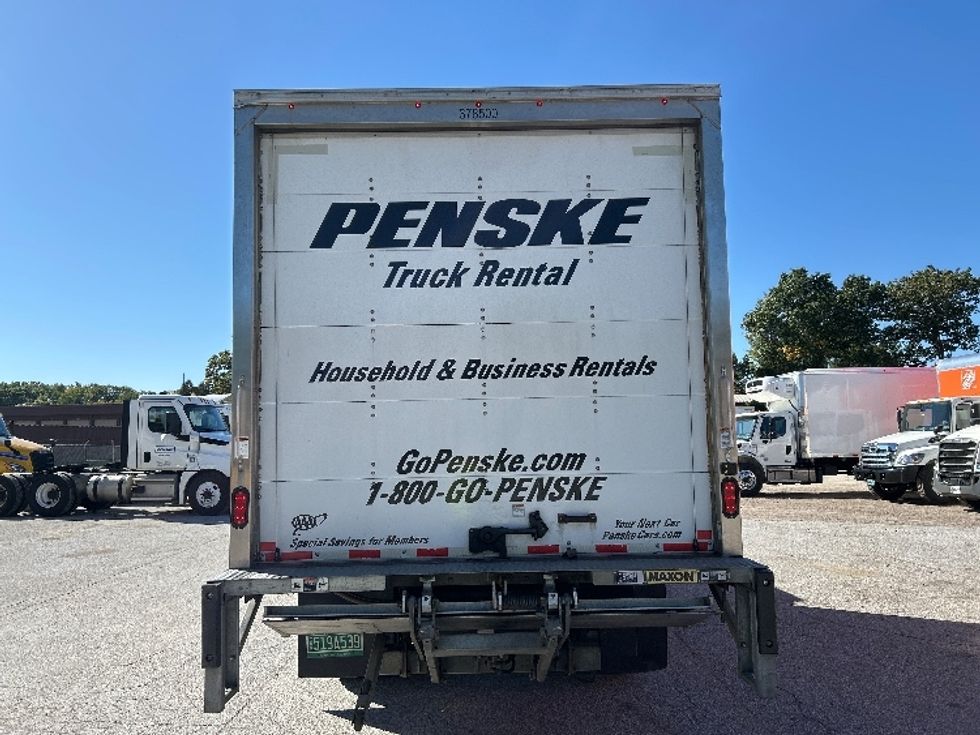 378500
PENSKE
Truck Rental
Household & Business Rentals
GoPenske.com
1-800-GO-PENSKE
AAA
Special Savings for Members
Your Next Car
PenskeCars.com
MAXON
519A539